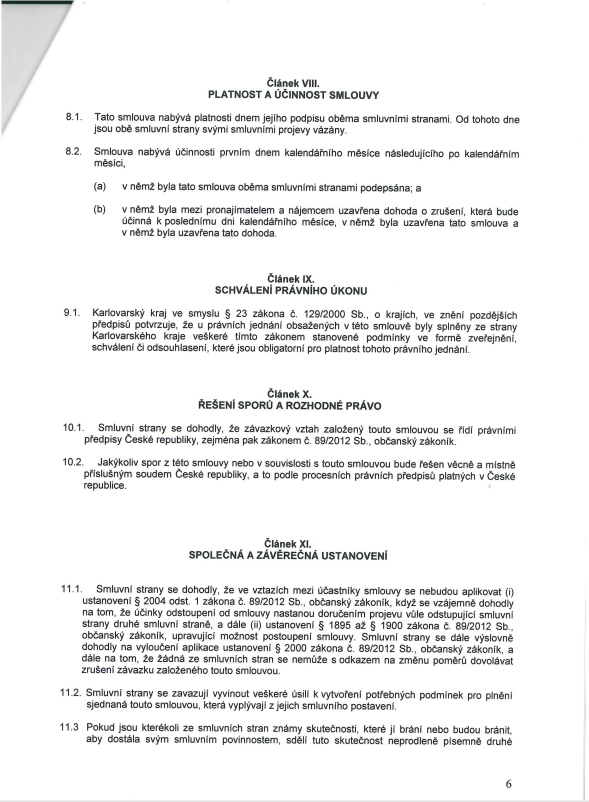 Článek VIII.
PLATNOST A ÚČINNOST SMLOUVY
8.1. Tato smlouva nabývá platnosti dnem jejího podpisu oběma smluvními stranami. Od tohoto dne
jsou obě smluvní strany svými smluvními projevy vázány.
8.2. Smlouva nabývá účinnosti prvním dnem kalendářního měsíce následujícího po kalendářním
měsíci,
(a) v němž byla tato smlouva oběma smluvními stranami podepsána; a
(b) v němž byla mezi pronajímatelem a nájemcem uzavřena dohoda o zrušení, která bude
účinná k poslednímu dni kalendářního měsíce, v němž byla uzavřena tato smlouva a
v němž byla uzavřena tato dohoda.
Článek IX.
SCHVÁLENÍ PRÁVNÍHO ÚKONU
9.1. Karlovarský kraj ve smyslu § 23 zákona č. 129/2000 Sb., o krajích, ve znění pozdějších
předpisů potvrzuje, že u právních jednání obsažených v této smlouvě byly splněny ze strany
Karlovarského kraje veškeré tímto zákonem stanovené podmínky ve formě zveřejnění,
schválení či odsouhlasení, které jsou obligatorní pro platnost tohoto právního jednání.
Článek X.
ŘEŠENÍ SPORŮ A ROZHODNÉ PRÁVO
10.1. Smluvní strany se dohodly, že závazkový vztah založený touto smlouvou se řídí právními
předpisy České republiky, zejména pak zákonem č. 89/2012 Sb., občanský zákoník.
10.2. Jakýkoliv spor z této smlouvy nebo v souvislosti s touto smlouvou bude řešen věcně a místně
příslušným soudem České republiky, a to podle procesních právních předpisů platných v České
republice.
Článek XI.
SPOLEČNÁ A ZÁVĚREČNÁ USTANOVENÍ
11.1. Smluvní strany se dohodly, že ve vztazích mezi účastníky smlouvy se nebudou aplikovat (i)
ustanovení § 2004 odst. 1 zákona č. 89/2012 Sb., občanský zákoník, když se vzájemně dohodly
na tom, že účinky odstoupení od smlouvy nastanou doručením projevu vůle odstupující smluvní
strany druhé smluvní straně, a dále (ii) ustanovení § 1895 až § 1900 zákona č. 89/2012 Sb.,
občanský zákoník, upravující možnost postoupení smlouvy. Smluvní strany se dále výslovně
dohodly na vyloučení aplikace ustanovení § 2000 zákona č. 89/2012 Sb., občanský zákoník, a
dále na tom, že žádná ze smluvních stran se nemůže s odkazem na změnu poměrů dovolávat
zrušení závazku založeného touto smlouvou.
11.2. Smluvní strany se zavazují vyvinout veškeré úsilí k vytvoření potřebných podmínek pro plnění
sjednaná touto smlouvou, která vyplývají z jejich smluvního postavení.
11.3 Pokud jsou kterékoli ze smluvních stran známy skutečnosti, které jí brání nebo budou bránit,
aby dostála svým smluvním povinnostem, sdělí tuto skutečnost neprodleně písemně druhé
6